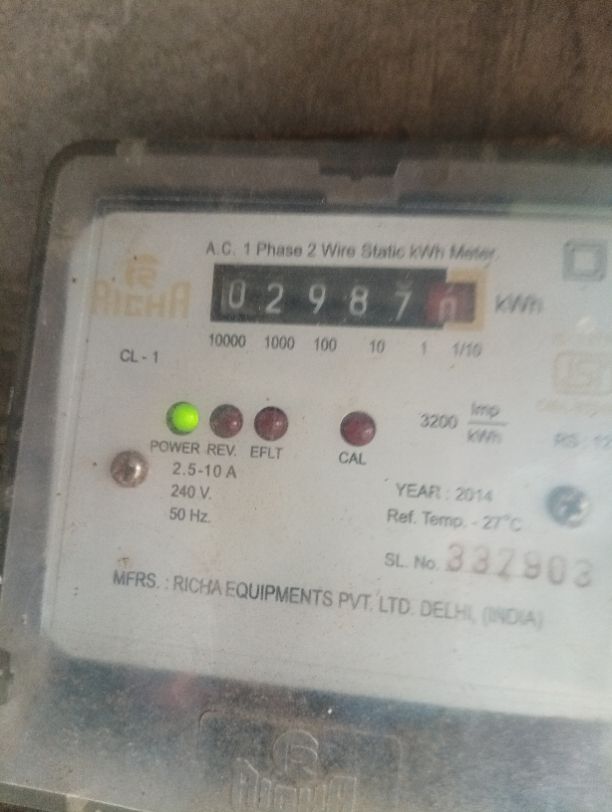 A.C. 1 Phase 2 Wire Static kWh Meter
RICHA
0 2 9 8 7 kWh
10000 1000 100 10 1 1/10
CL - 1
3200 Imp/kWh
POWER REV. EFLT CAL
2.5-10 A
240 V.
50 Hz.
YEAR : 2014
Ref. Temp. - 27°C
SL. No. 337903
MFRS. : RICHA EQUIPMENTS PVT. LTD. DELHI, (INDIA)
RICHA